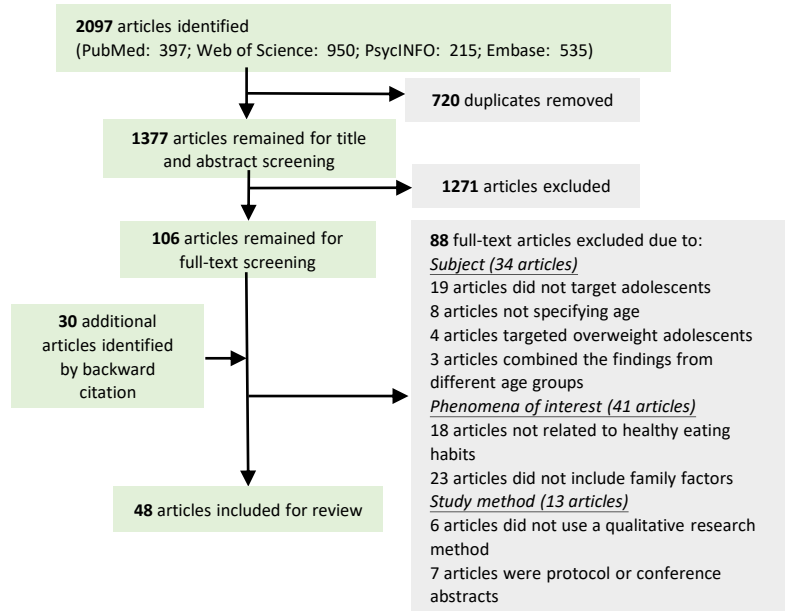 2097 articles identified
(PubMed: 397; Web of Science: 950; PsycINFO: 215; Embase: 535)
720 duplicates removed
1377 articles remained for title
and abstract screening
1271 articles excluded
106 articles remained for
full-text screening
88 full-text articles excluded due to:
Subject (34 articles)
19 articles did not target adolescents
8 articles not specifying age
4 articles targeted overweight adolescents
3 articles combined the findings from
different age groups
Phenomena of interest (41 articles)
18 articles not related to healthy eating
habits
23 articles did not include family factors
Study method (13 articles)
6 articles did not use a qualitative research
method
7 articles were protocol or conference
abstracts
30 additional
articles identified
by backward
citation
48 articles included for review